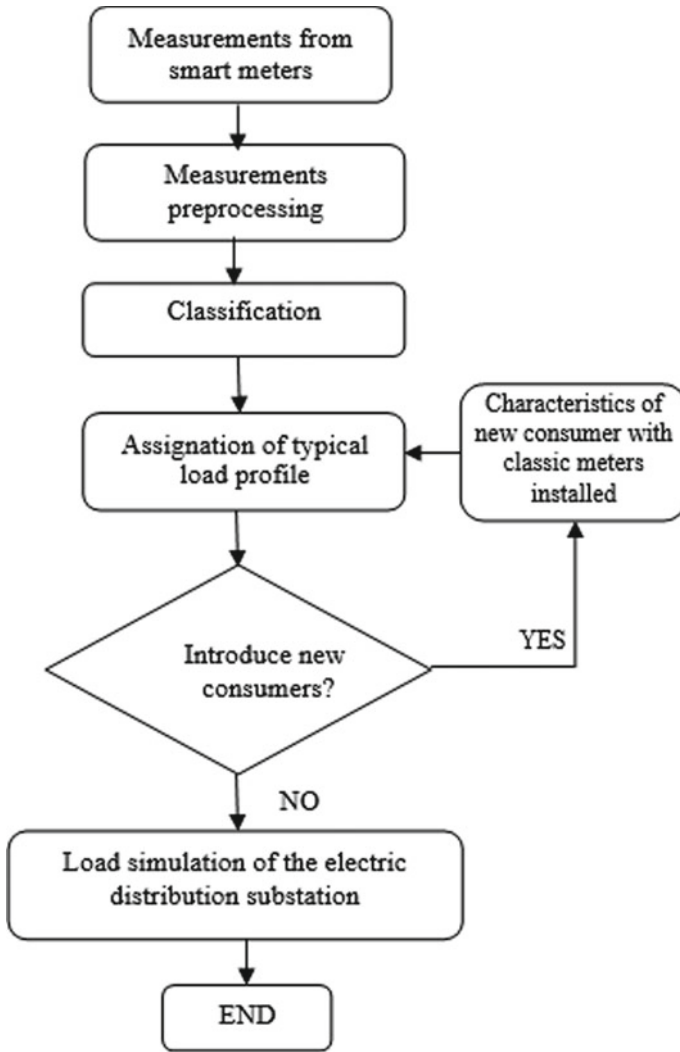 Measurements from
smart meters
Measurements
preprocessing
Classification
Assignation of typical
load profile
Characteristics of
new consumer with
classic meters
installed
Introduce new
consumers?
YES
NO
Load simulation of the electric
distribution substation
END